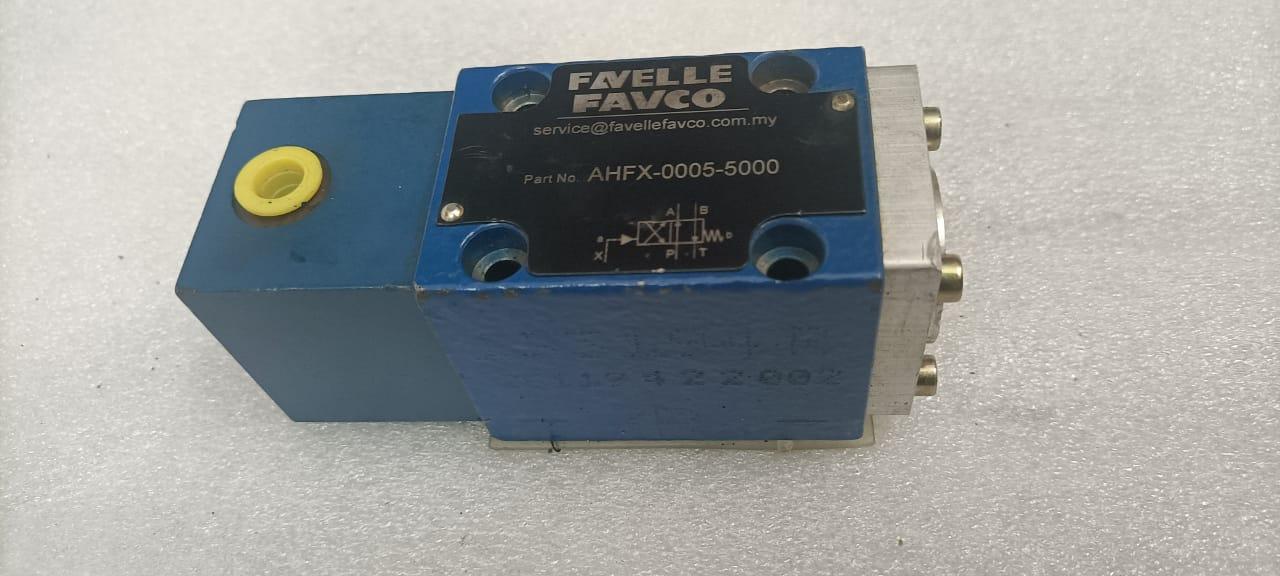 FAVELLE
FAVCO
service@favellefavco.com.my
Part No. AHFX-0005-5000
A B
a
X P T